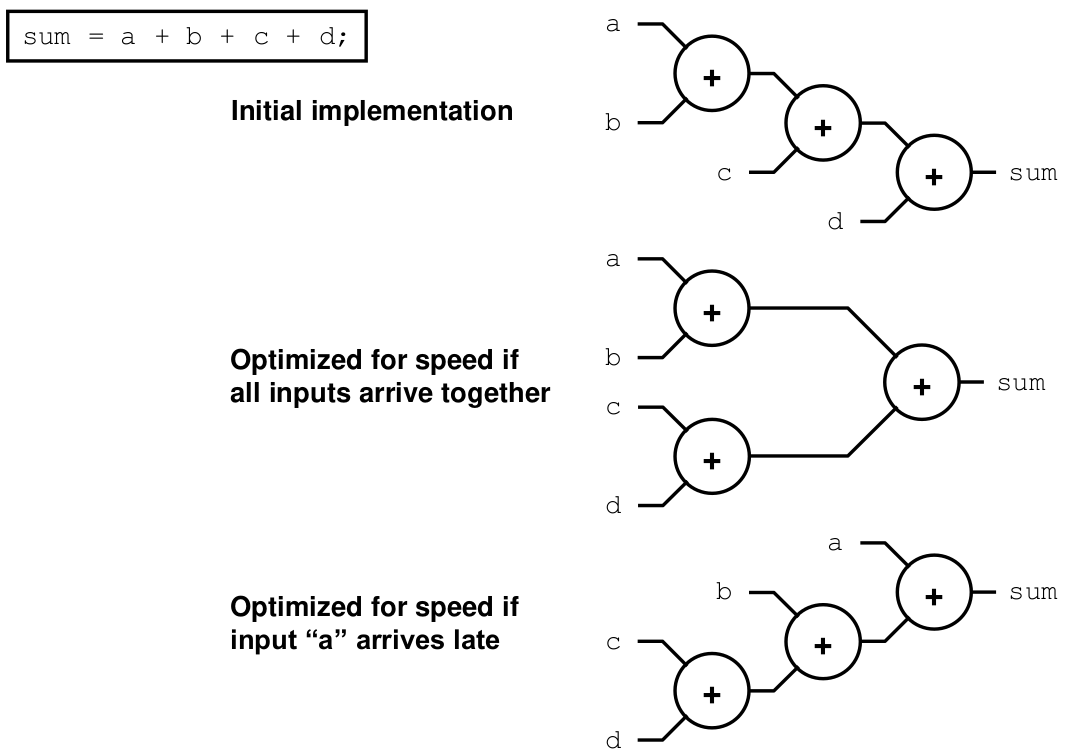 sum = a + b + c + d;
Initial implementation
a
+
b
+
c
+
sum
d
Optimized for speed if
all inputs arrive together
a
+
b
+
sum
c
+
d
Optimized for speed if
input “a” arrives late
a
+
sum
b
+
c
+
d